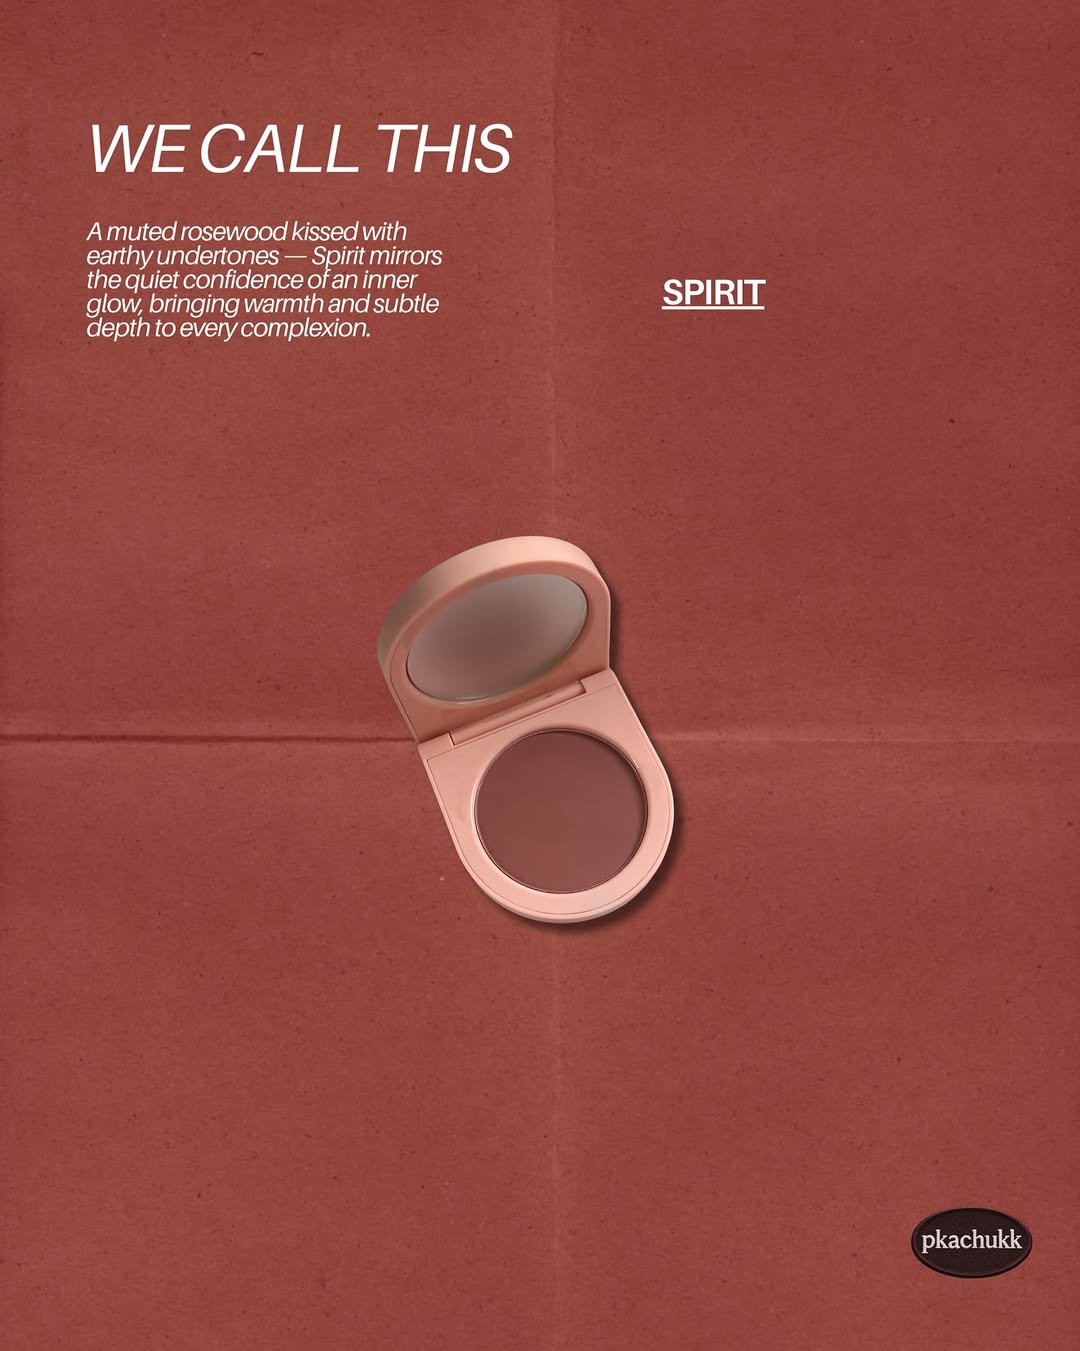 WE CALL THIS
A muted rosewood kissed with
earthy undertones — Spirit mirrors
the quiet confidence of an inner
glow, bringing warmth and subtle
depth to every complexion.
SPIRIT
pkachukk